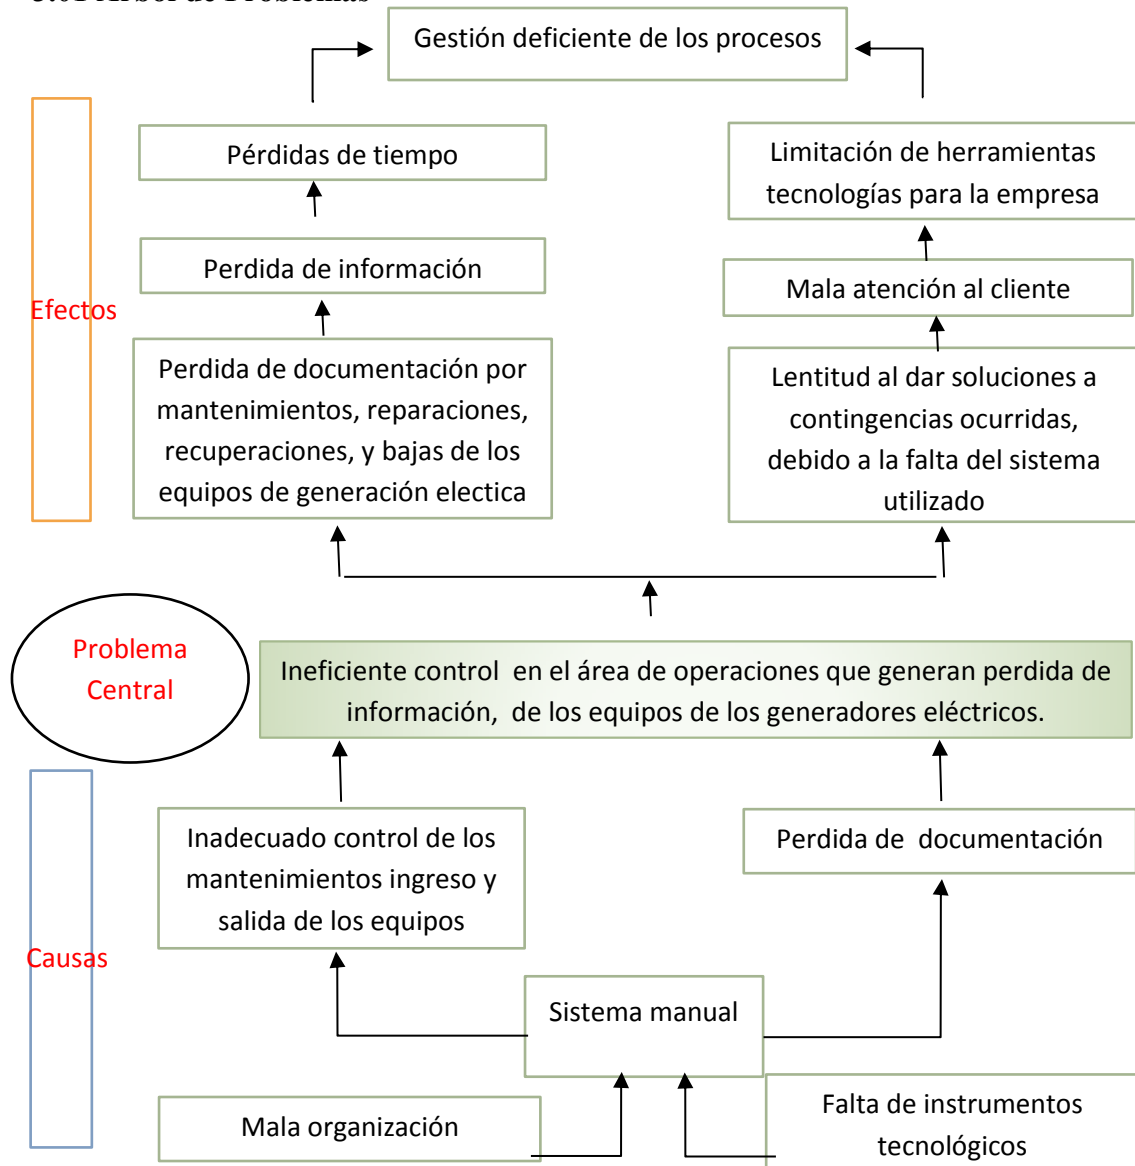 Árbol de Problemas
Gestión deficiente de los procesos
Pérdidas de tiempo
Limitación de herramientas
tecnologías para la empresa
Perdida de información
Mala atención al cliente
Efectos
Perdida de documentación por
mantenimientos, reparaciones,
recuperaciones, y bajas de los
equipos de generación electica
Lentitud al dar soluciones a
contingencias ocurridas,
debido a la falta del sistema
utilizado
Problema
Central
Ineficiente control  en el área de operaciones que generan perdida de
información,  de los equipos de los generadores eléctricos.
Inadecuado control de los
mantenimientos ingreso y
salida de los equipos
Perdida de  documentación
Causas
Sistema manual
Mala organización
Falta de instrumentos
tecnológicos